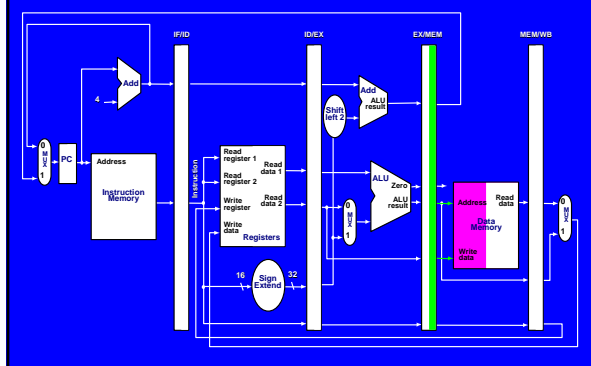 IF/ID
ID/EX
EX/MEM
MEM/WB
Add
4
Add
ALU
result
Shift
left 2
0
M
U
X
1
PC
Address
Instruction
Memory
Instruction
Read
register 1
Read
register 2
Write
register
Write
data
Read
data 1
Read
data 2
Registers
0
M
U
X
1
ALU
Zero
ALU
result
Address
Read
data
Data
Memory
Write
data
0
M
U
X
1
16
Sign
Extend
32